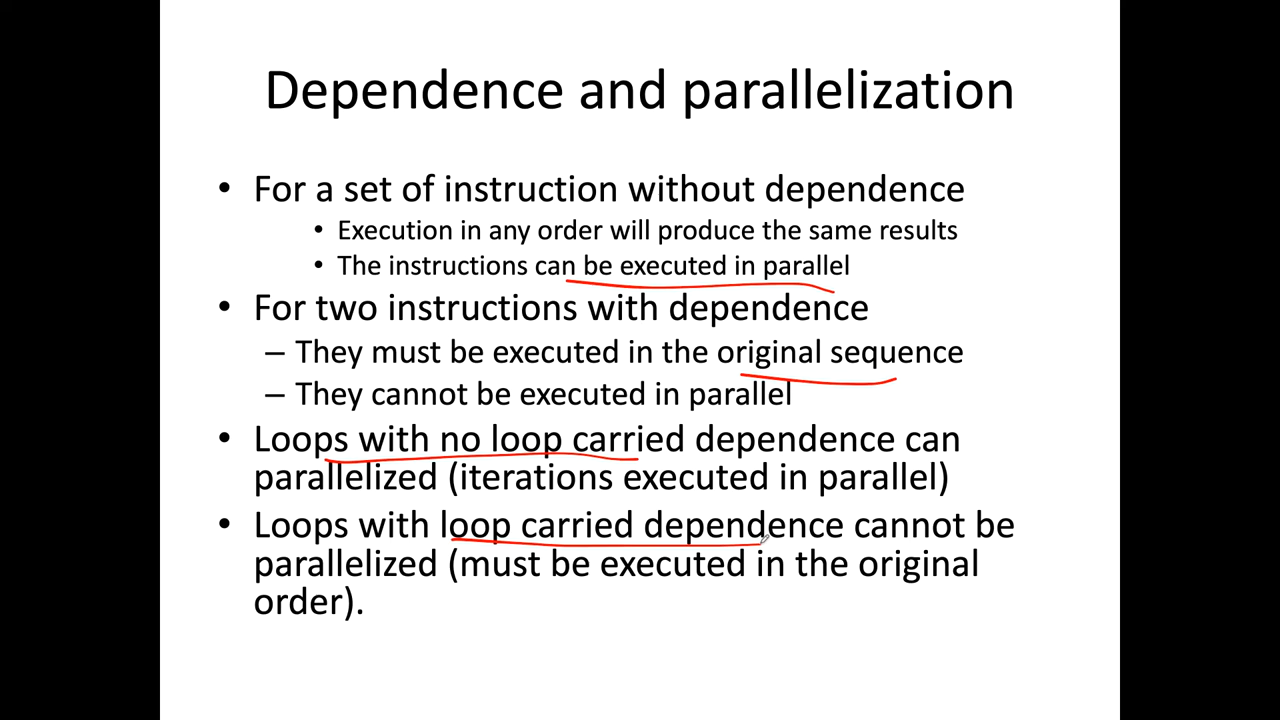 Dependence and parallelization
• For a set of instruction without dependence
• Execution in any order will produce the same results
• The instructions can be executed in parallel
• For two instructions with dependence
– They must be executed in the original sequence
– They cannot be executed in parallel
• Loops with no loop carried dependence can
parallelized (iterations executed in parallel)
• Loops with loop carried dependence cannot be
parallelized (must be executed in the original
order).